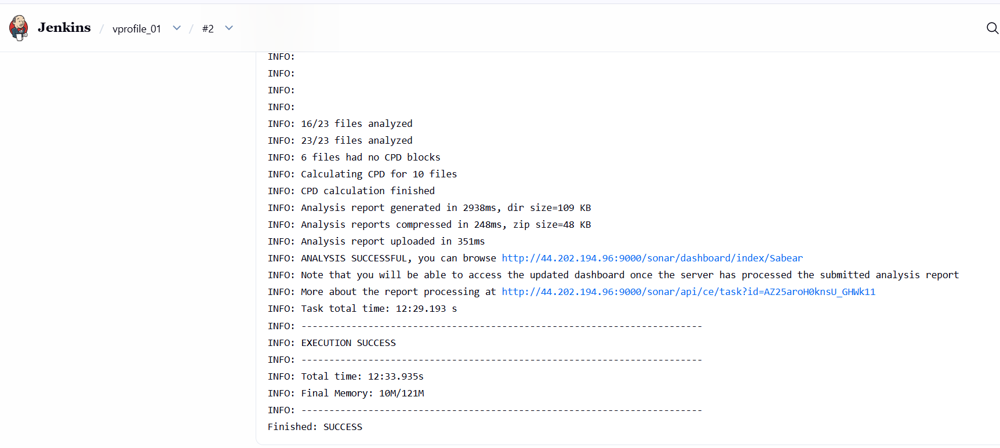 Jenkins / vprofile_01 / #2
INFO:
INFO:
INFO:
INFO:
INFO: 16/23 files analyzed
INFO: 23/23 files analyzed
INFO: 6 files had no CPD blocks
INFO: Calculating CPD for 10 files
INFO: CPD calculation finished
INFO: Analysis report generated in 2938ms, dir size=109 KB
INFO: Analysis reports compressed in 248ms, zip size=48 KB
INFO: Analysis report uploaded in 351ms
INFO: ANALYSIS SUCCESSFUL, you can browse http://44.202.194.96:9000/sonar/dashboard/index/Sabear
INFO: Note that you will be able to access the updated dashboard once the server has processed the submitted analysis report
INFO: More about the report processing at http://44.202.194.96:9000/sonar/api/ce/task?id=AZ25aroH0knsU_GHWk11
INFO: Task total time: 12:29.193 s
INFO: ------------------------------------------------------------------------
INFO: EXECUTION SUCCESS
INFO: ------------------------------------------------------------------------
INFO: Total time: 12:33.935s
INFO: Final Memory: 10M/121M
INFO: ------------------------------------------------------------------------
Finished: SUCCESS